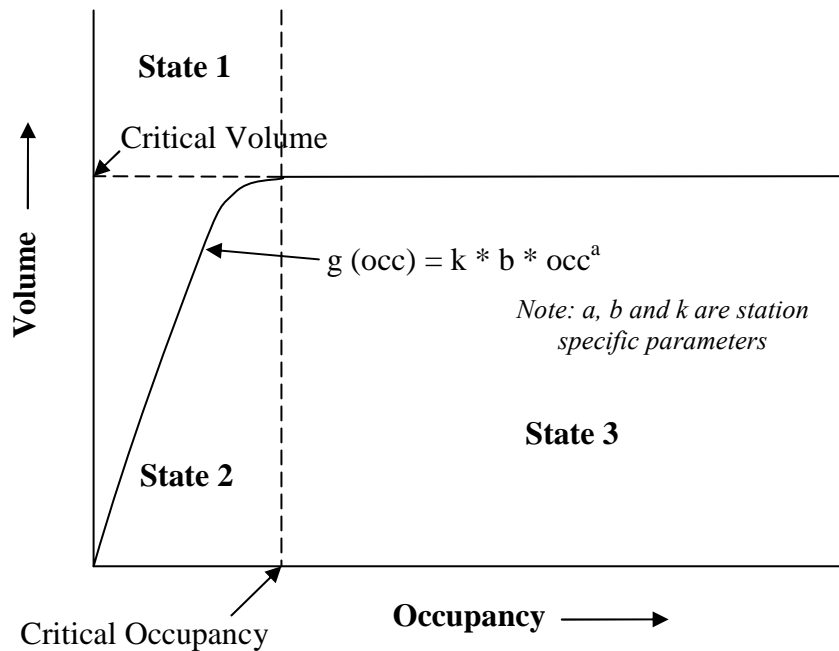 State 1
Critical Volume
Volume
g (occ) = k * b * occᵃ
Note: a, b and k are station
specific parameters
State 3
State 2
Occupancy
Critical Occupancy